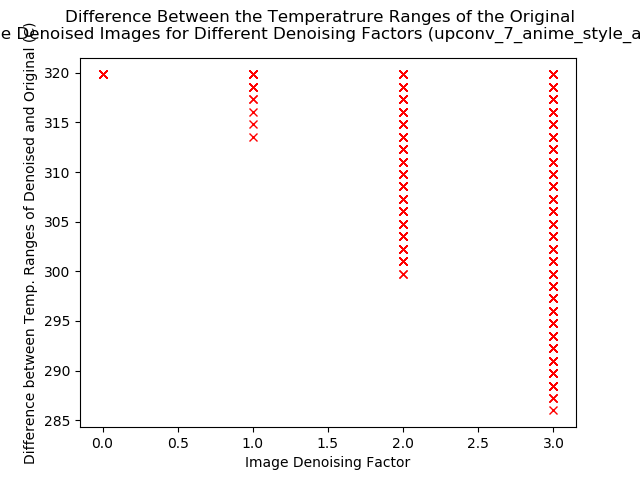 Difference Between the Temperatrure Ranges of the Original
e Denoised Images for Different Denoising Factors (upconv_7_anime_style_a
Difference between Temp. Ranges of Denoised and Original (C)
320
315
310
305
300
295
290
285
0.0 0.5 1.0 1.5 2.0 2.5 3.0
Image Denoising Factor